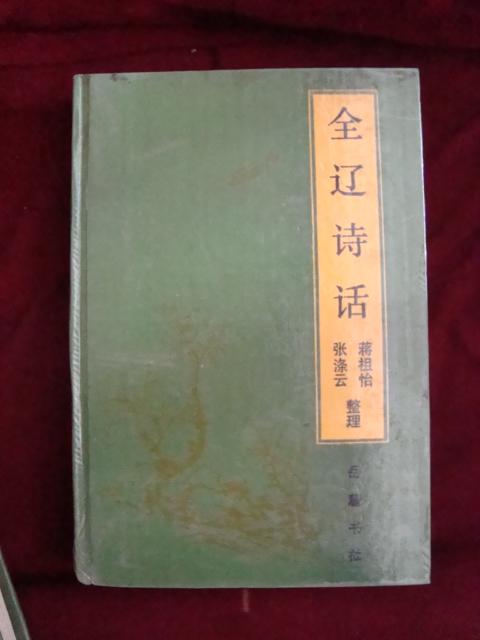 全辽诗话
蒋祖怡
张涤云
整理
岳麓书社